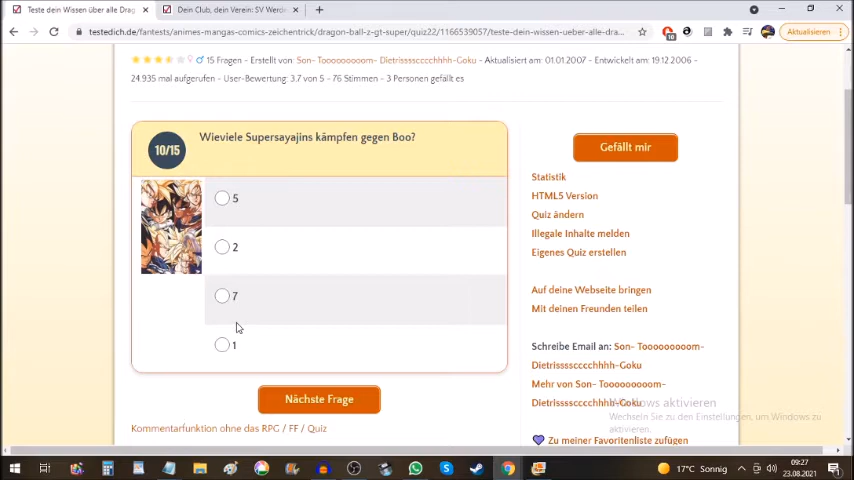 Teste dein Wissen über alle Drag
Dein Club, dein Verein: SV Werd
testedich.de/fantests/animes-mangas-comics-zeichentrick/dragon-ball-z-gt-super/quiz22/1166539057/teste-dein-wissen-ueber-alle-dra...
Aktualisieren
15 Fragen - Erstellt von: Son- Tooooooooom- Dietrisssscccchhhh-Goku - Aktualisiert am: 01.01.2007 - Entwickelt am: 19.12.2006 -
24.935 mal aufgerufen - User-Bewertung: 3.7 von 5 - 76 Stimmen - 3 Personen gefällt es
10/15
Wieviele Supersayajins kämpfen gegen Boo?
5
2
7
1
Nächste Frage
Kommentarfunktion ohne das RPG / FF / Quiz
Gefällt mir
Statistik
HTML5 Version
Quiz ändern
Illegale Inhalte melden
Eigenes Quiz erstellen
Auf deine Webseite bringen
Mit deinen Freunden teilen
Schreibe Email an: Son- Tooooooooom-
Dietrisssscccchhhh-Goku
Mehr von Son- Tooooooooom-
Dietrisssscccchhhh-Goku
Zu meiner Favoritenliste zufügen
Windows aktivieren
Wechseln Sie zu den Einstellungen, um Windows zu
aktivieren.
17°C Sonnig
09:27
23.08.2021